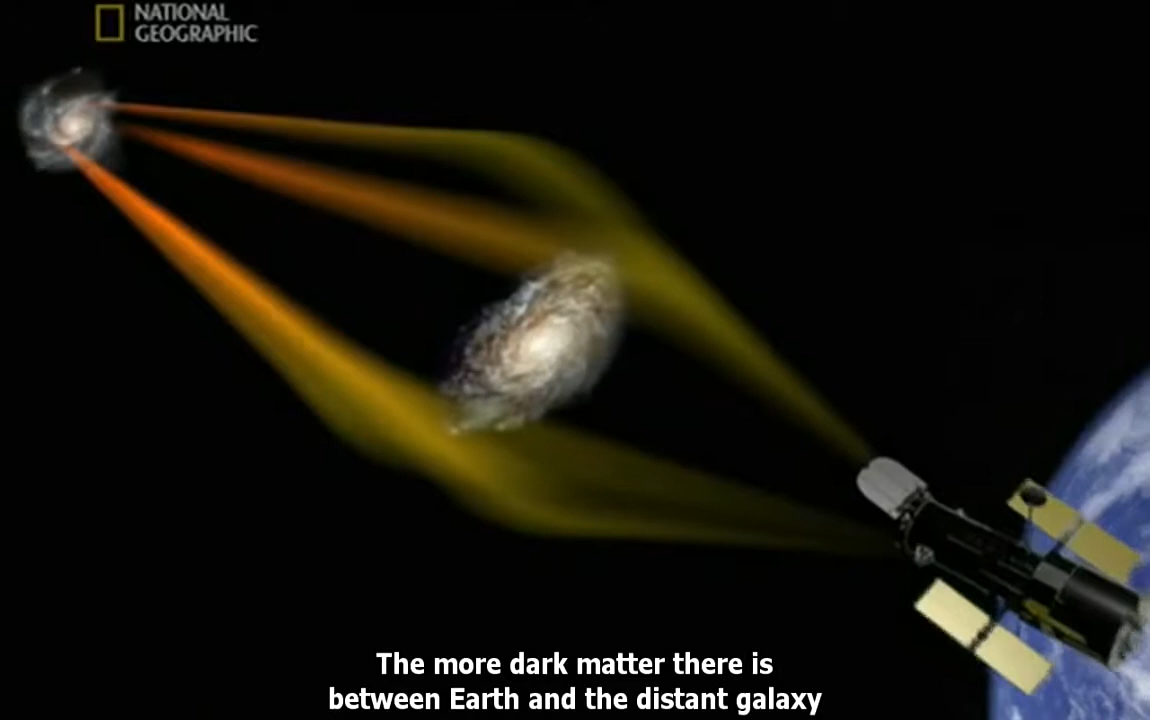 NATIONAL
GEOGRAPHIC
The more dark matter there is
between Earth and the distant galaxy